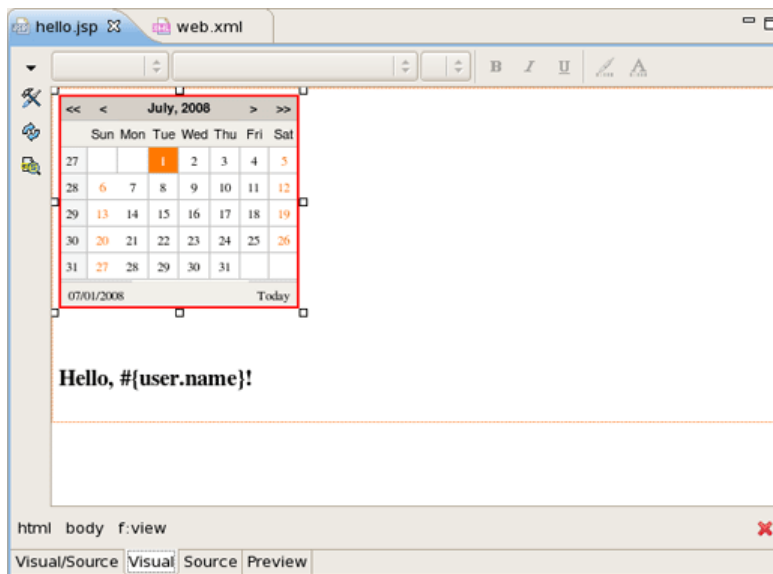 hello.jsp web.xml
B I U A
<< < July, 2008 > >>
Sun Mon Tue Wed Thu Fri Sat
27 1 2 3 4 5
28 6 7 8 9 10 11 12
29 13 14 15 16 17 18 19
30 20 21 22 23 24 25 26
31 27 28 29 30 31
07/01/2008 Today
Hello, #{user.name}!
html body f:view
Visual/Source Visual Source Preview